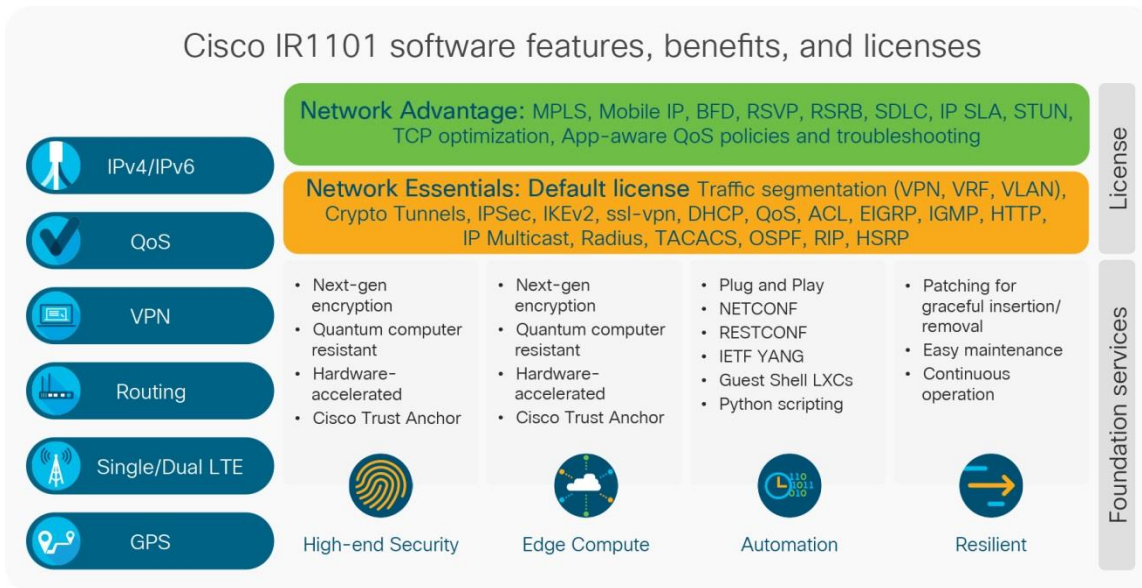 Cisco IR1101 software features, benefits, and licenses
IPv4/IPv6
QoS
VPN
Routing
Single/Dual LTE
GPS
Network Advantage: MPLS, Mobile IP, BFD, RSVP, RSRB, SDLC, IP SLA, STUN,
TCP optimization, App-aware QoS policies and troubleshooting
Network Essentials: Default license Traffic segmentation (VPN, VRF, VLAN),
Crypto Tunnels, IPSec, IKEv2, ssl-vpn, DHCP, QoS, ACL, EIGRP, IGMP, HTTP,
IP Multicast, Radius, TACACS, OSPF, RIP, HSRP
License
• Next-gen
encryption
• Quantum computer
resistant
• Hardware-
accelerated
• Cisco Trust Anchor
High-end Security
• Next-gen
encryption
• Quantum computer
resistant
• Hardware-
accelerated
• Cisco Trust Anchor
Edge Compute
• Plug and Play
• NETCONF
• RESTCONF
• IETF YANG
• Guest Shell LXCs
• Python scripting
110
1011
010
Automation
• Patching for
graceful insertion/
removal
• Easy maintenance
• Continuous
operation
Resilient
Foundation services